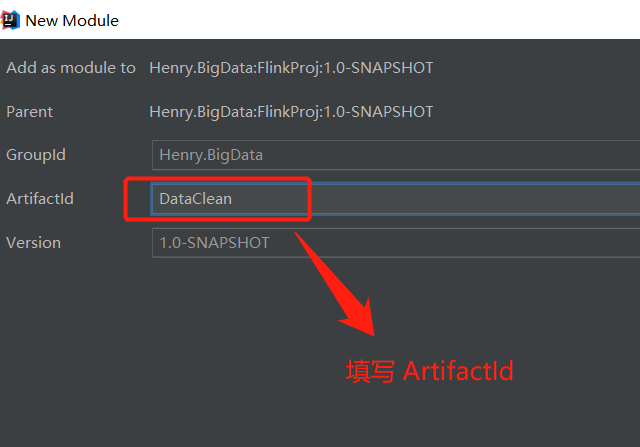 New Module
Add as module to Henry.BigData:FlinkProj:1.0-SNAPSHOT
Parent Henry.BigData:FlinkProj:1.0-SNAPSHOT
GroupId Henry.BigData
ArtifactId DataClean
Version 1.0-SNAPSHOT
填写 ArtifactId